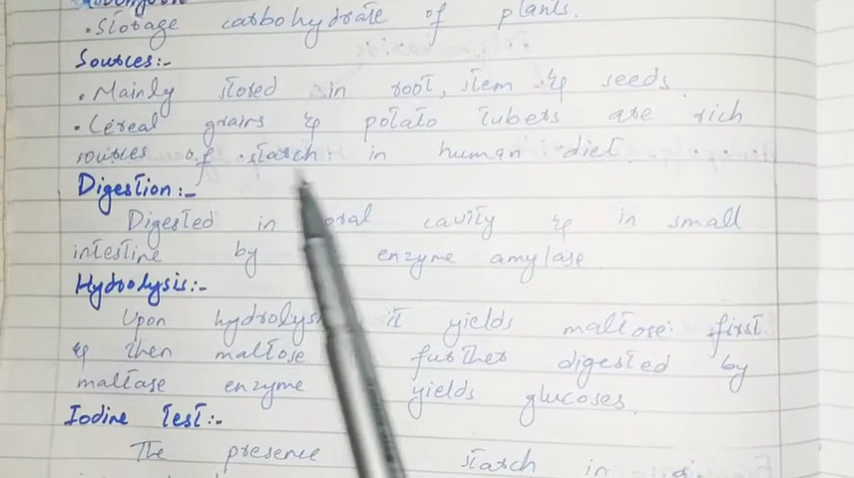 • Storage carbohydrate of plants.
Sources:-
• Mainly stored in root, stem & seeds.
• Cereal grains & potato tubers are rich
sources of starch in human diet
Digestion:-
Digested in oral cavity & in small
intestine by enzyme amylase
Hydrolysis:-
Upon it yields maltose first
& then maltose further digested by
maltase enzyme yields glucoses.
Iodine Test:-
The presence starch in